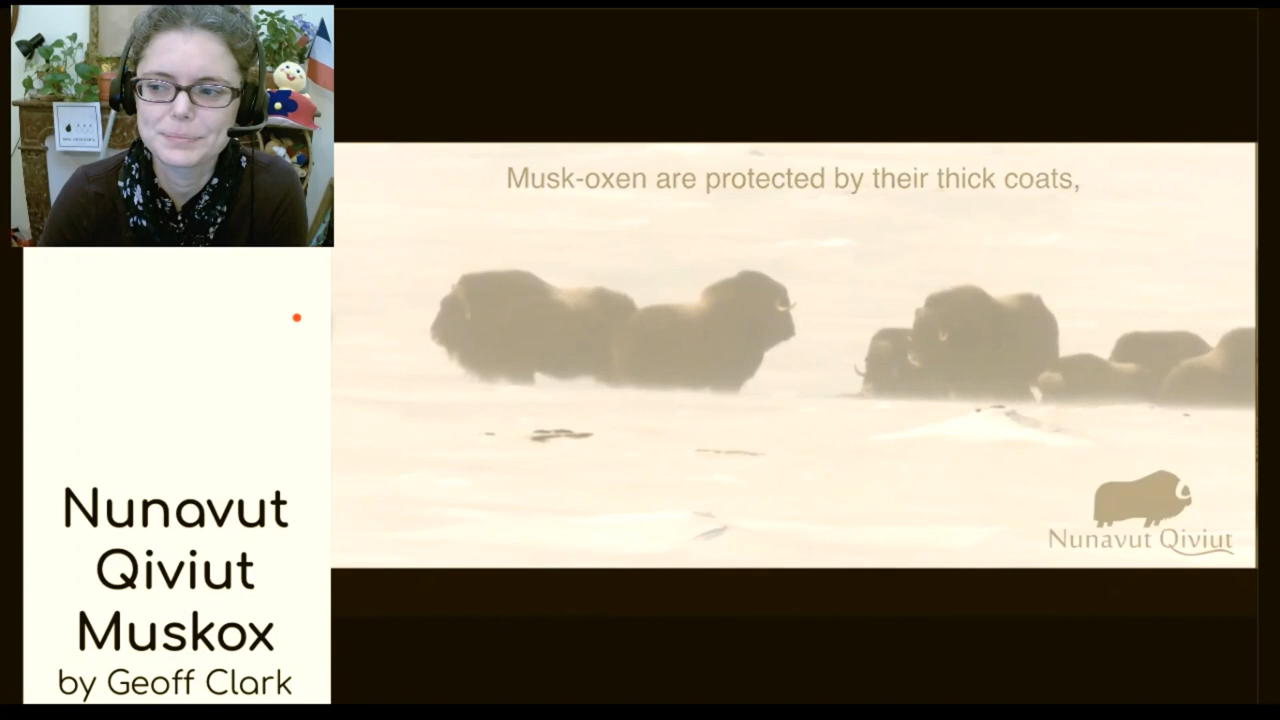 Musk-oxen are protected by their thick coats,
Nunavut Qiviut
Nunavut
Qiviut
Muskox
by Geoff Clark